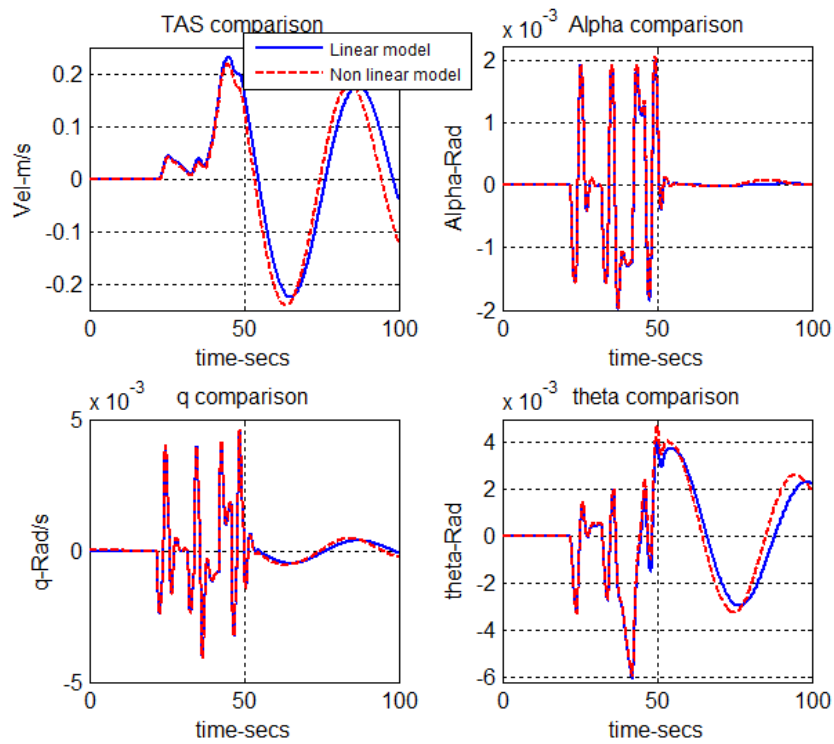 TAS comparison
Linear model
Non linear model
0.2
0.1
0
-0.1
-0.2
Vel-m/s
0
50
100
time-secs
x 10^-3
Alpha comparison
2
1
0
-1
-2
Alpha-Rad
0
50
100
time-secs
x 10^-3
q comparison
5
0
-5
q-Rad/s
0
50
100
time-secs
x 10^-3
theta comparison
4
2
0
-2
-4
-6
theta-Rad
0
50
100
time-secs